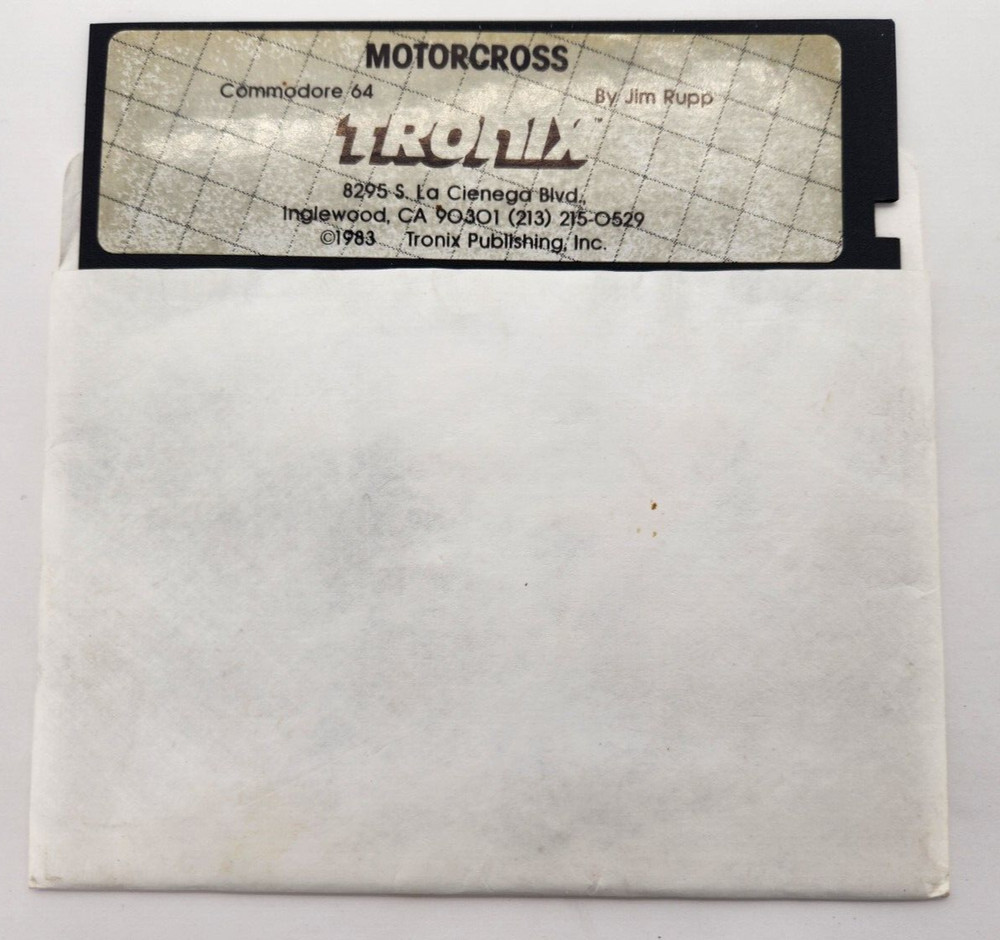 MOTORCROSS
Commodore 64 By Jim Rupp
TRONIX™
8295 S. La Cienega Blvd.,
Inglewood, CA 90301 (213) 215-0529
©1983 Tronix Publishing, Inc.